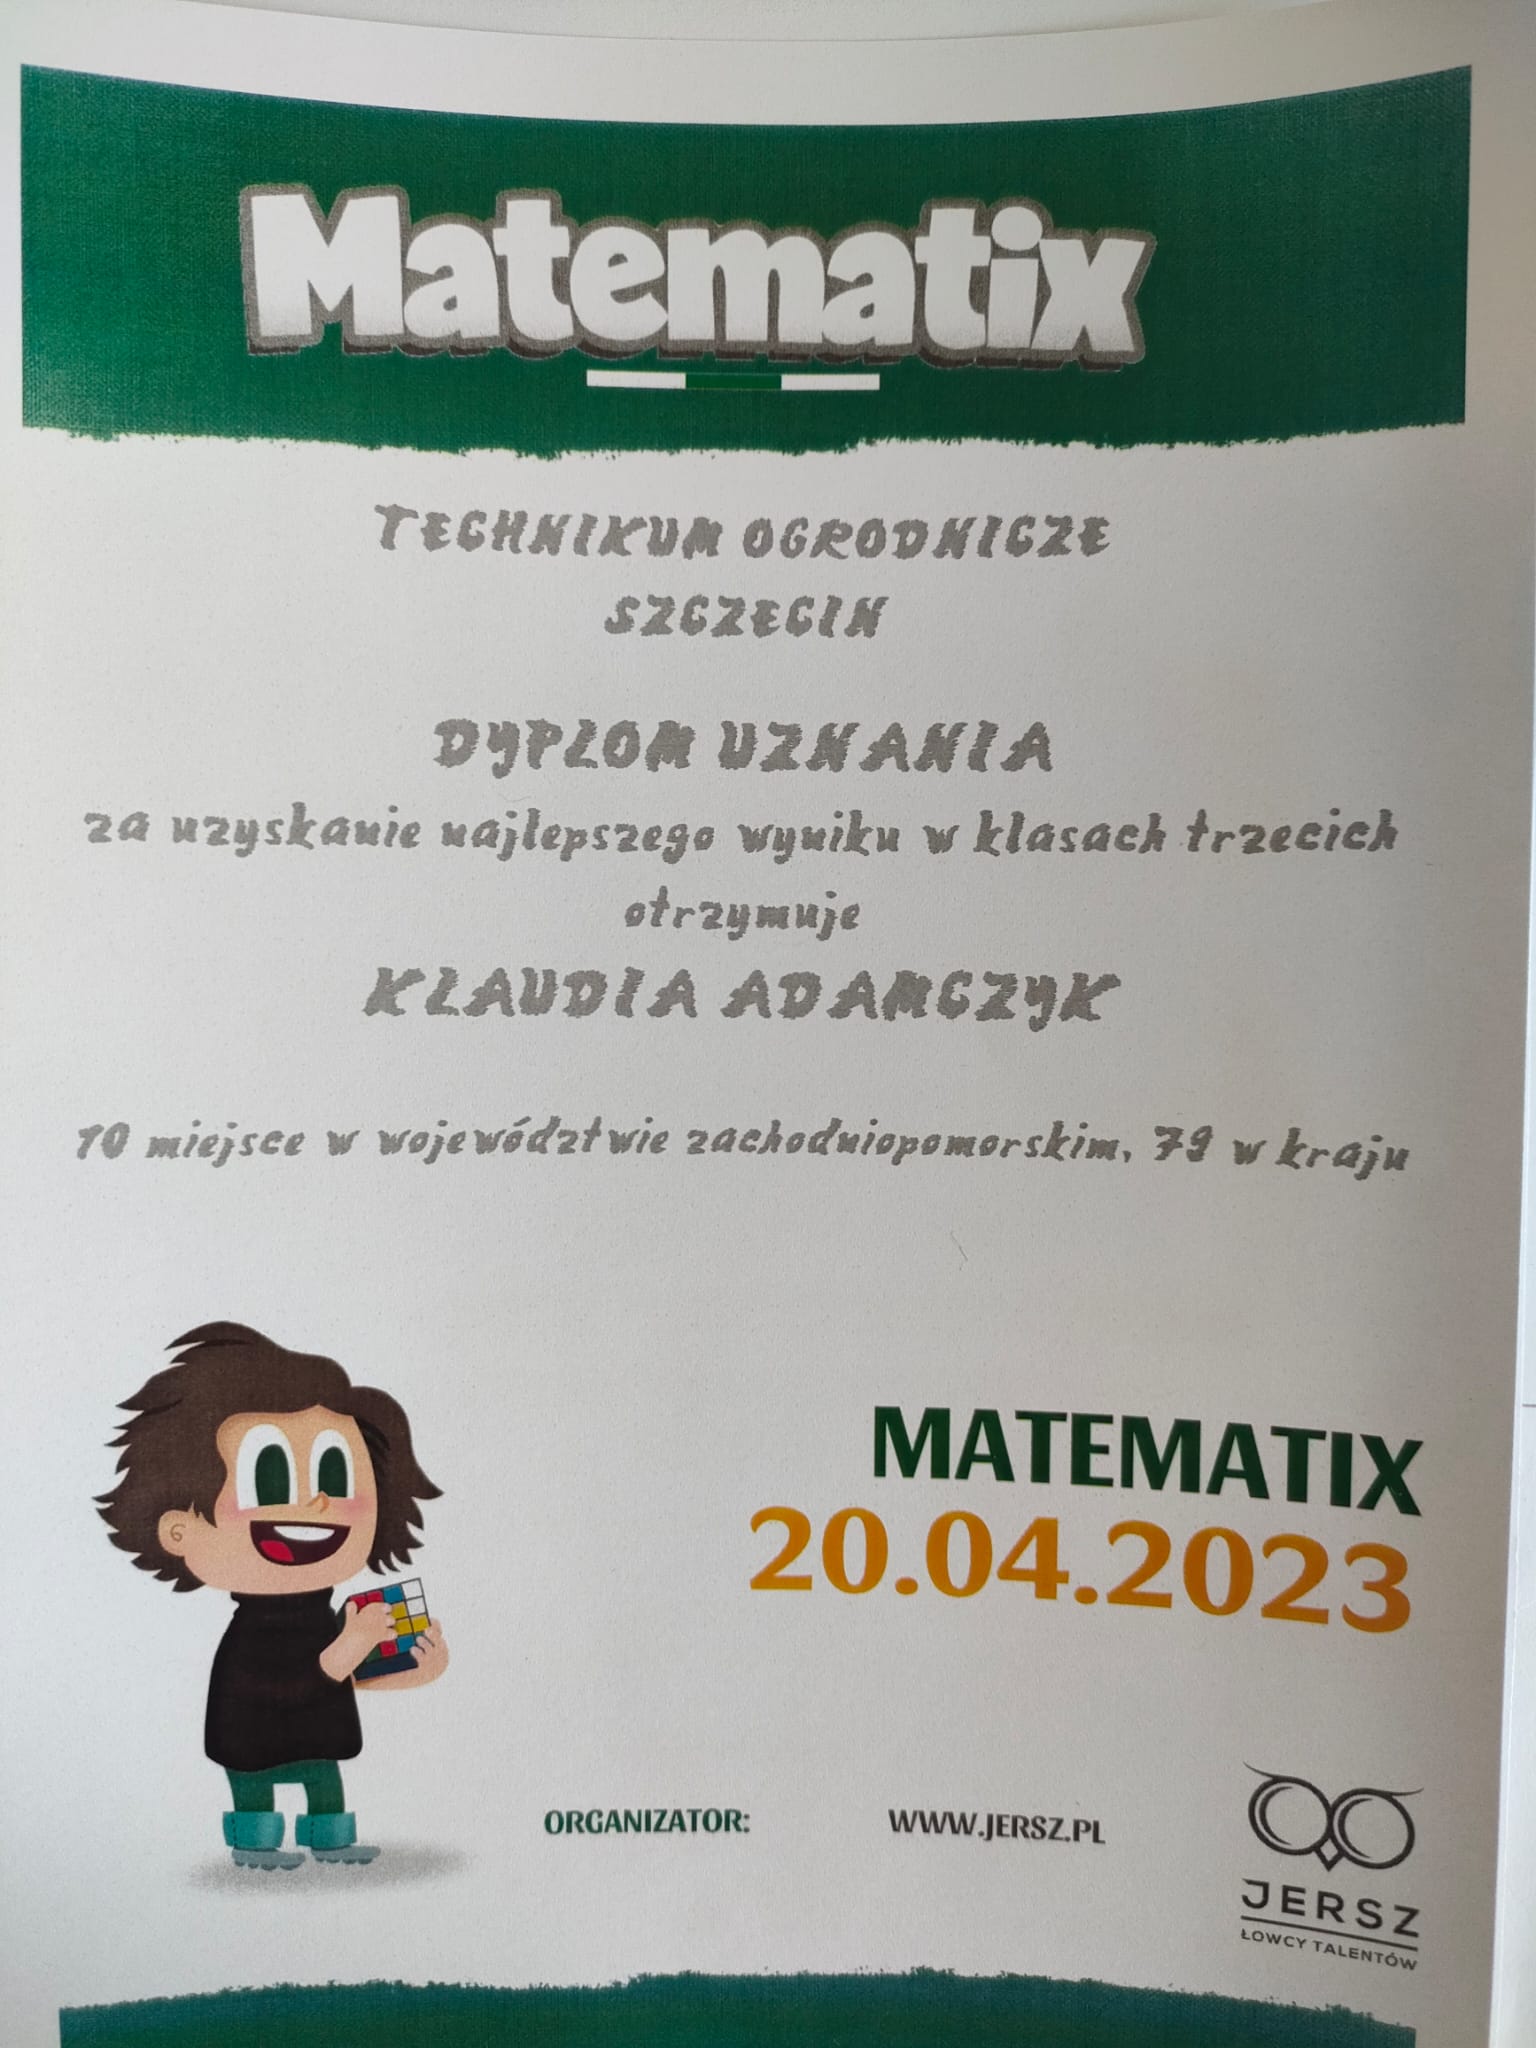 Matematix
TECHNIKUM OGRODNICZE
SZCZECIN
DYPLOM UZNANIA
za uzyskanie najlepszego wyniku w klasach trzecich
otrzymuje
KLAUDIA ADAMCZYK
10 miejsce w województwie zachodniopomorskim, 79 w kraju
MATEMATIX
20.04.2023
ORGANIZATOR: WWW.JERSZ.PL
JERSZ
ŁOWCY TALENTÓW